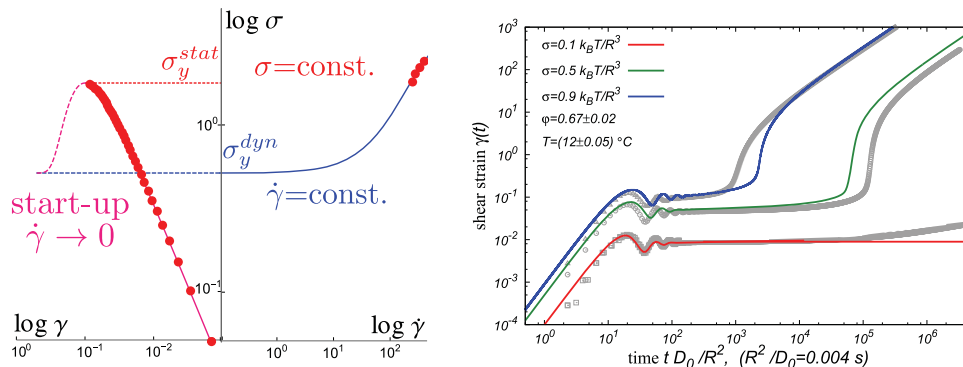 log σ
σ_y^{stat}
σ=const.
10^0
σ_y^{dyn}
γ̇=const.
start-up
γ̇ → 0
10^{-1}
log γ
log γ̇
10^0 10^{-1} 10^{-2} 10^0 10^2
10^3
10^2
10^1
10^0
10^{-1}
10^{-2}
10^{-3}
10^{-4}
shear strain γ(t)
σ=0.1 k_BT/R^3
σ=0.5 k_BT/R^3
σ=0.9 k_BT/R^3
φ=0.67±0.02
T=(12±0.05) °C
10^0 10^1 10^2 10^3 10^4 10^5 10^6
time t D_0/R^2, (R^2/D_0=0.004 s)